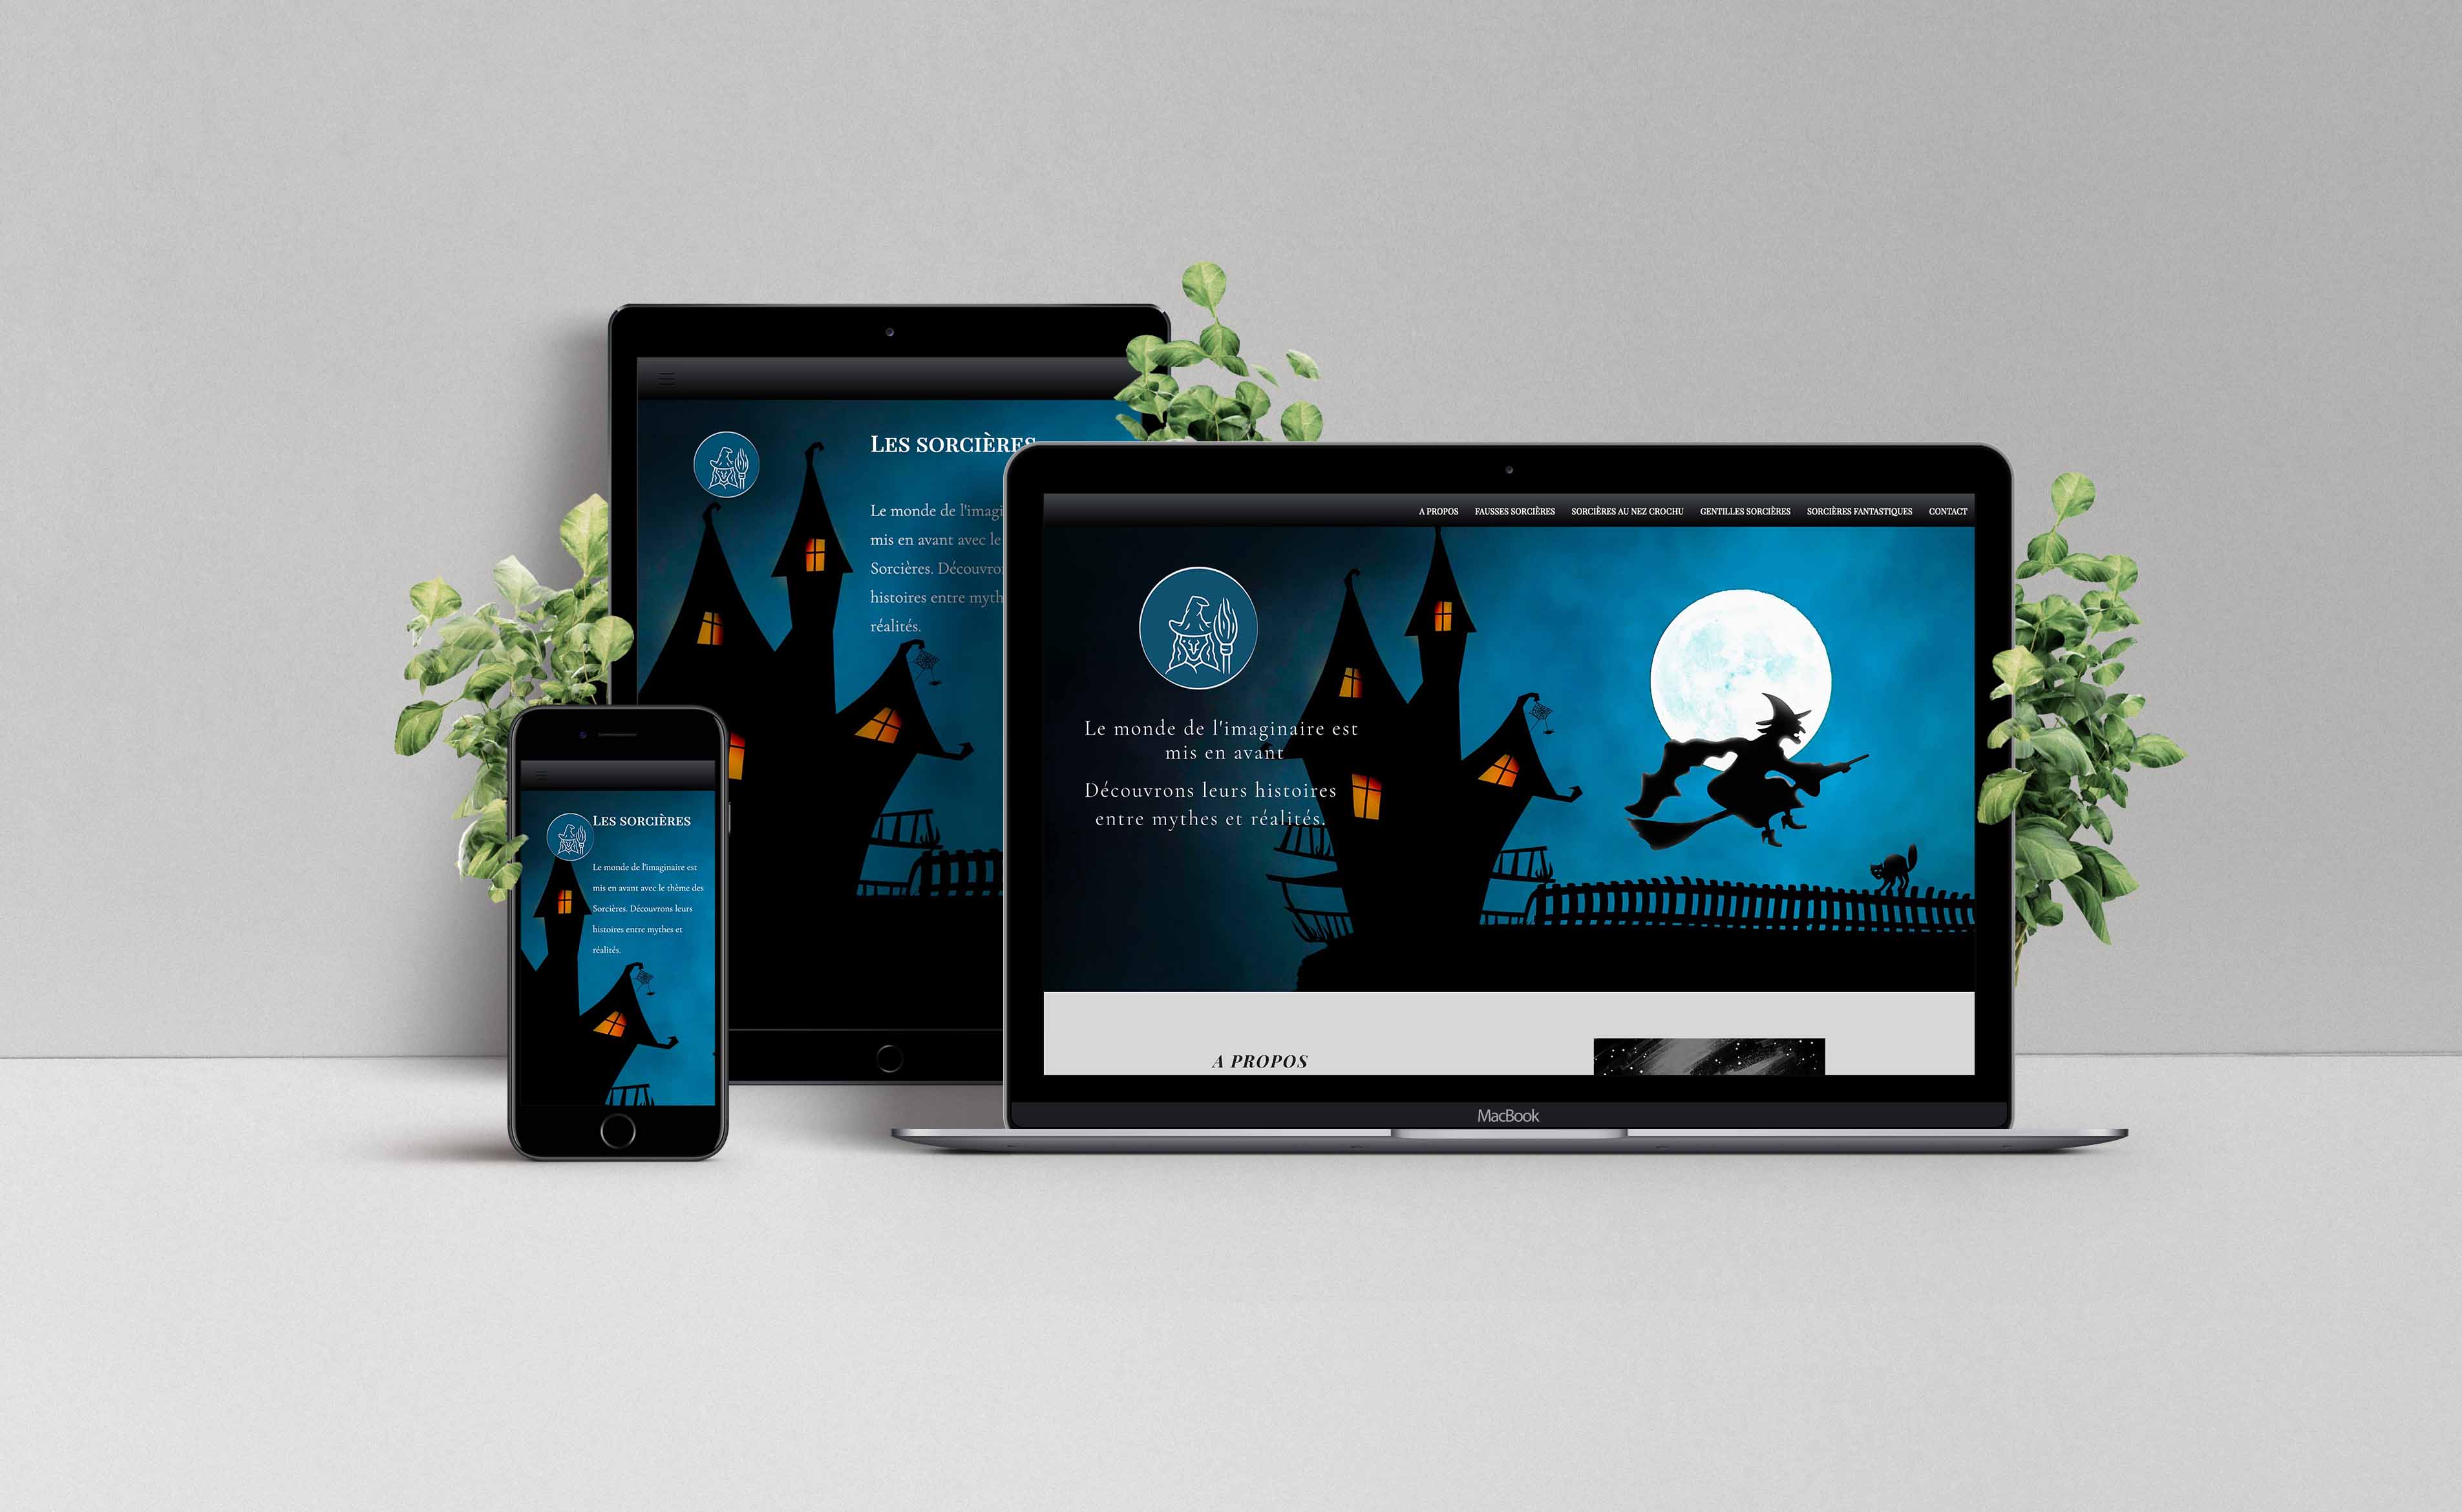 LES SORCIÈRES
Le monde de l'imagi
mis en avant avec le
Sorcières. Découvro
histoires entre myth
réalités.
A PROPOS FAUSSES SORCIÈRES SORCIÈRES AU NEZ CROCHU GENTILLES SORCIÈRES SORCIÈRES FANTASTIQUES CONTACT
Le monde de l'imaginaire est
mis en avant
Découvrons leurs histoires
entre mythes et réalités.
A PROPOS
MacBook
LES SORCIÈRES
Le monde de l'imaginaire est
mis en avant avec le thème des
Sorcières. Découvrons leurs
histoires entre mythes et
réalités.